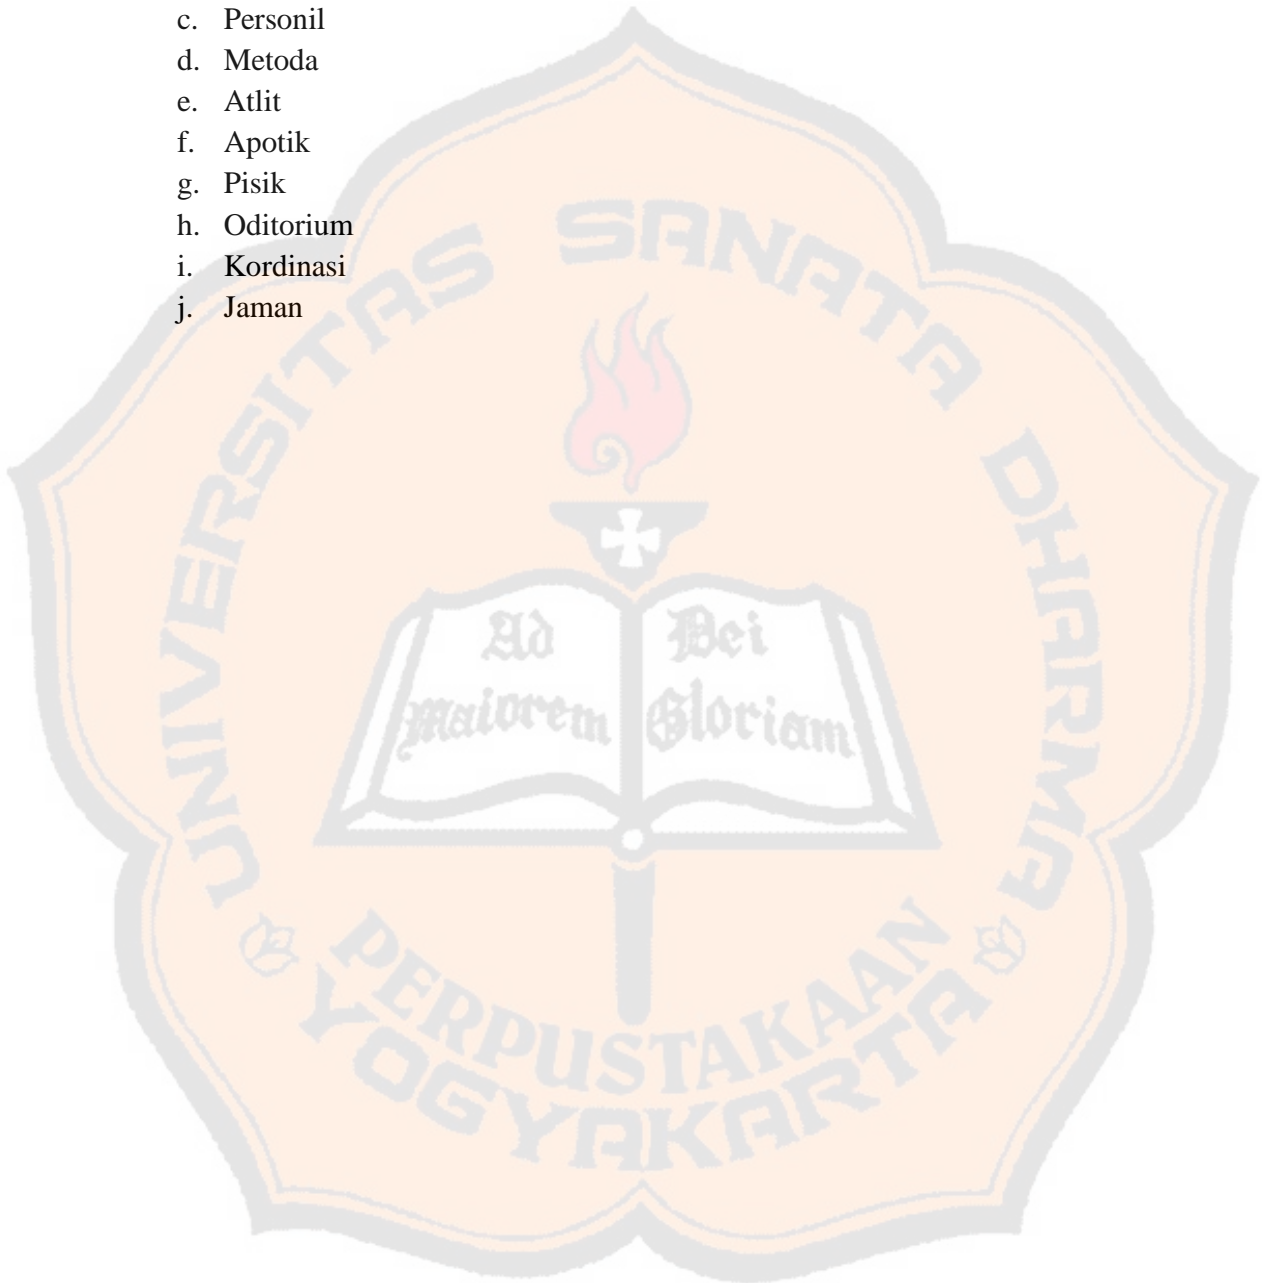 c. Personil
d. Metoda
e. Atlit
f. Apotik
g. Pisik
h. Oditorium
i. Kordinasi
j. Jaman
UNIVERSITAS SANATA DHARMA
Ad Dei
maiorem Gloriam
PERPUSTAKAAN
YOGYAKARTA